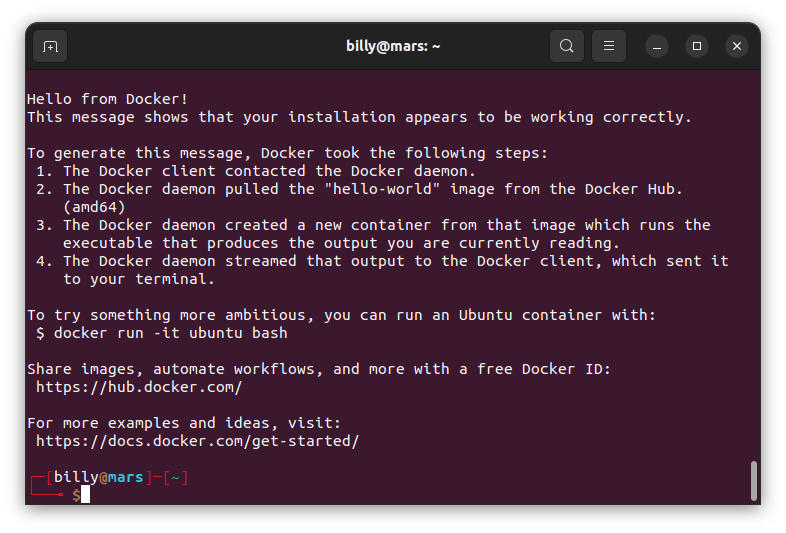 billy@mars: ~
Hello from Docker!
This message shows that your installation appears to be working correctly.
To generate this message, Docker took the following steps:
1. The Docker client contacted the Docker daemon.
2. The Docker daemon pulled the "hello-world" image from the Docker Hub.
(amd64)
3. The Docker daemon created a new container from that image which runs the
executable that produces the output you are currently reading.
4. The Docker daemon streamed that output to the Docker client, which sent it
to your terminal.
To try something more ambitious, you can run an Ubuntu container with:
$ docker run -it ubuntu bash
Share images, automate workflows, and more with a free Docker ID:
https://hub.docker.com/
For more examples and ideas, visit:
https://docs.docker.com/get-started/
┌─[billy@mars]─[~]
└──╼ $